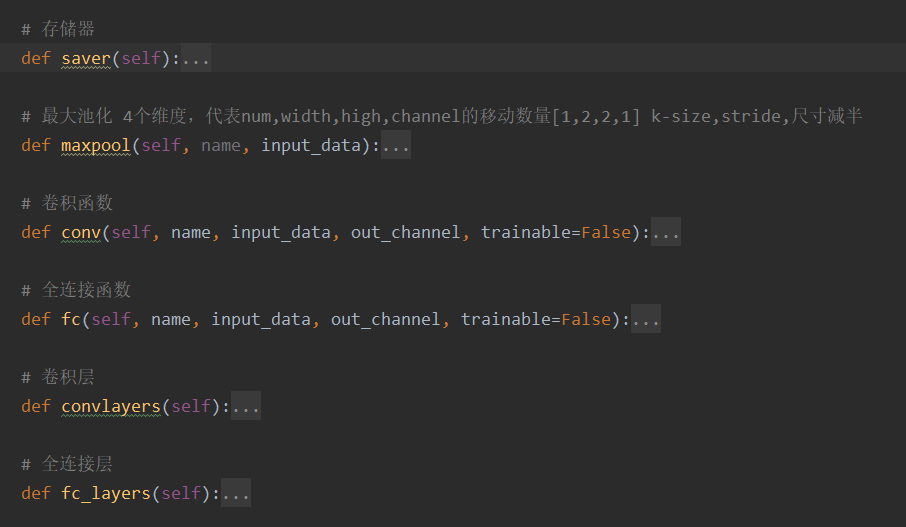 # 存储器
def saver(self):...
# 最大池化 4个维度，代表num,width,high,channel的移动数量[1,2,2,1] k-size,stride,尺寸减半
def maxpool(self, name, input_data):...
# 卷积函数
def conv(self, name, input_data, out_channel, trainable=False):...
# 全连接函数
def fc(self, name, input_data, out_channel, trainable=False):...
# 卷积层
def convlayers(self):...
# 全连接层
def fc_layers(self):...